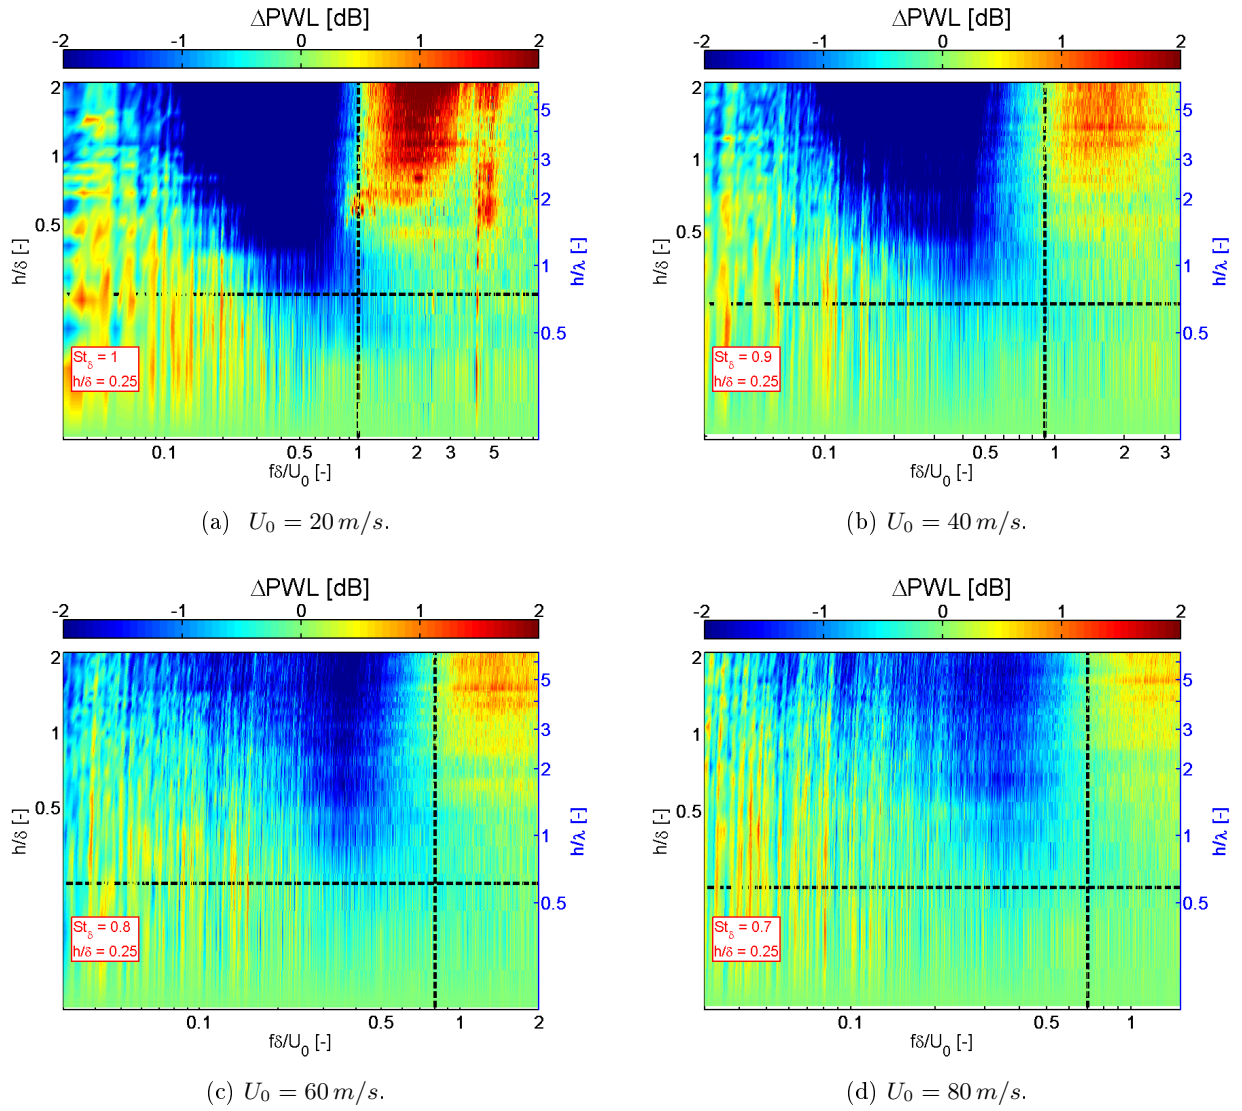 ΔPWL [dB]
-2 -1 0 1 2
2
1
0.5
h/δ [-]
5
3
2
1
0.5
h/λ [-]
St_δ = 1
h/δ = 0.25
0.1 0.5 1 2 3 5
fδ/U_0 [-]
(a) U_0 = 20 m/s.
ΔPWL [dB]
-2 -1 0 1 2
2
1
0.5
h/δ [-]
5
3
2
1
0.5
h/λ [-]
St_δ = 0.9
h/δ = 0.25
0.1 0.5 1 2 3
fδ/U_0 [-]
(b) U_0 = 40 m/s.
ΔPWL [dB]
-2 -1 0 1 2
2
1
0.5
h/δ [-]
5
3
2
1
0.5
h/λ [-]
St_δ = 0.8
h/δ = 0.25
0.1 0.5 1 2
fδ/U_0 [-]
(c) U_0 = 60 m/s.
ΔPWL [dB]
-2 -1 0 1 2
2
1
0.5
h/δ [-]
5
3
2
1
0.5
h/λ [-]
St_δ = 0.7
h/δ = 0.25
0.1 0.5 1
fδ/U_0 [-]
(d) U_0 = 80 m/s.